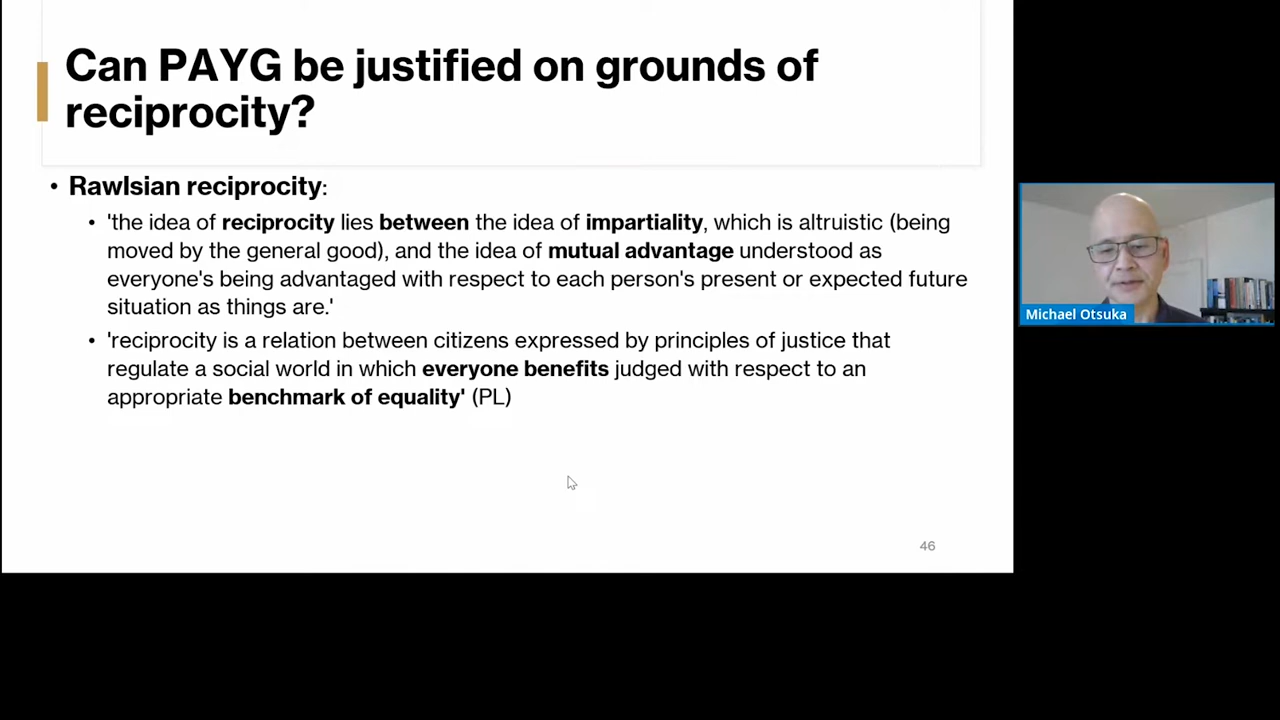 Can PAYG be justified on grounds of
reciprocity?
• Rawlsian reciprocity:
• 'the idea of reciprocity lies between the idea of impartiality, which is altruistic (being
moved by the general good), and the idea of mutual advantage understood as
everyone's being advantaged with respect to each person's present or expected future
situation as things are.'
• 'reciprocity is a relation between citizens expressed by principles of justice that
regulate a social world in which everyone benefits judged with respect to an
appropriate benchmark of equality' (PL)
46
Michael Otsuka